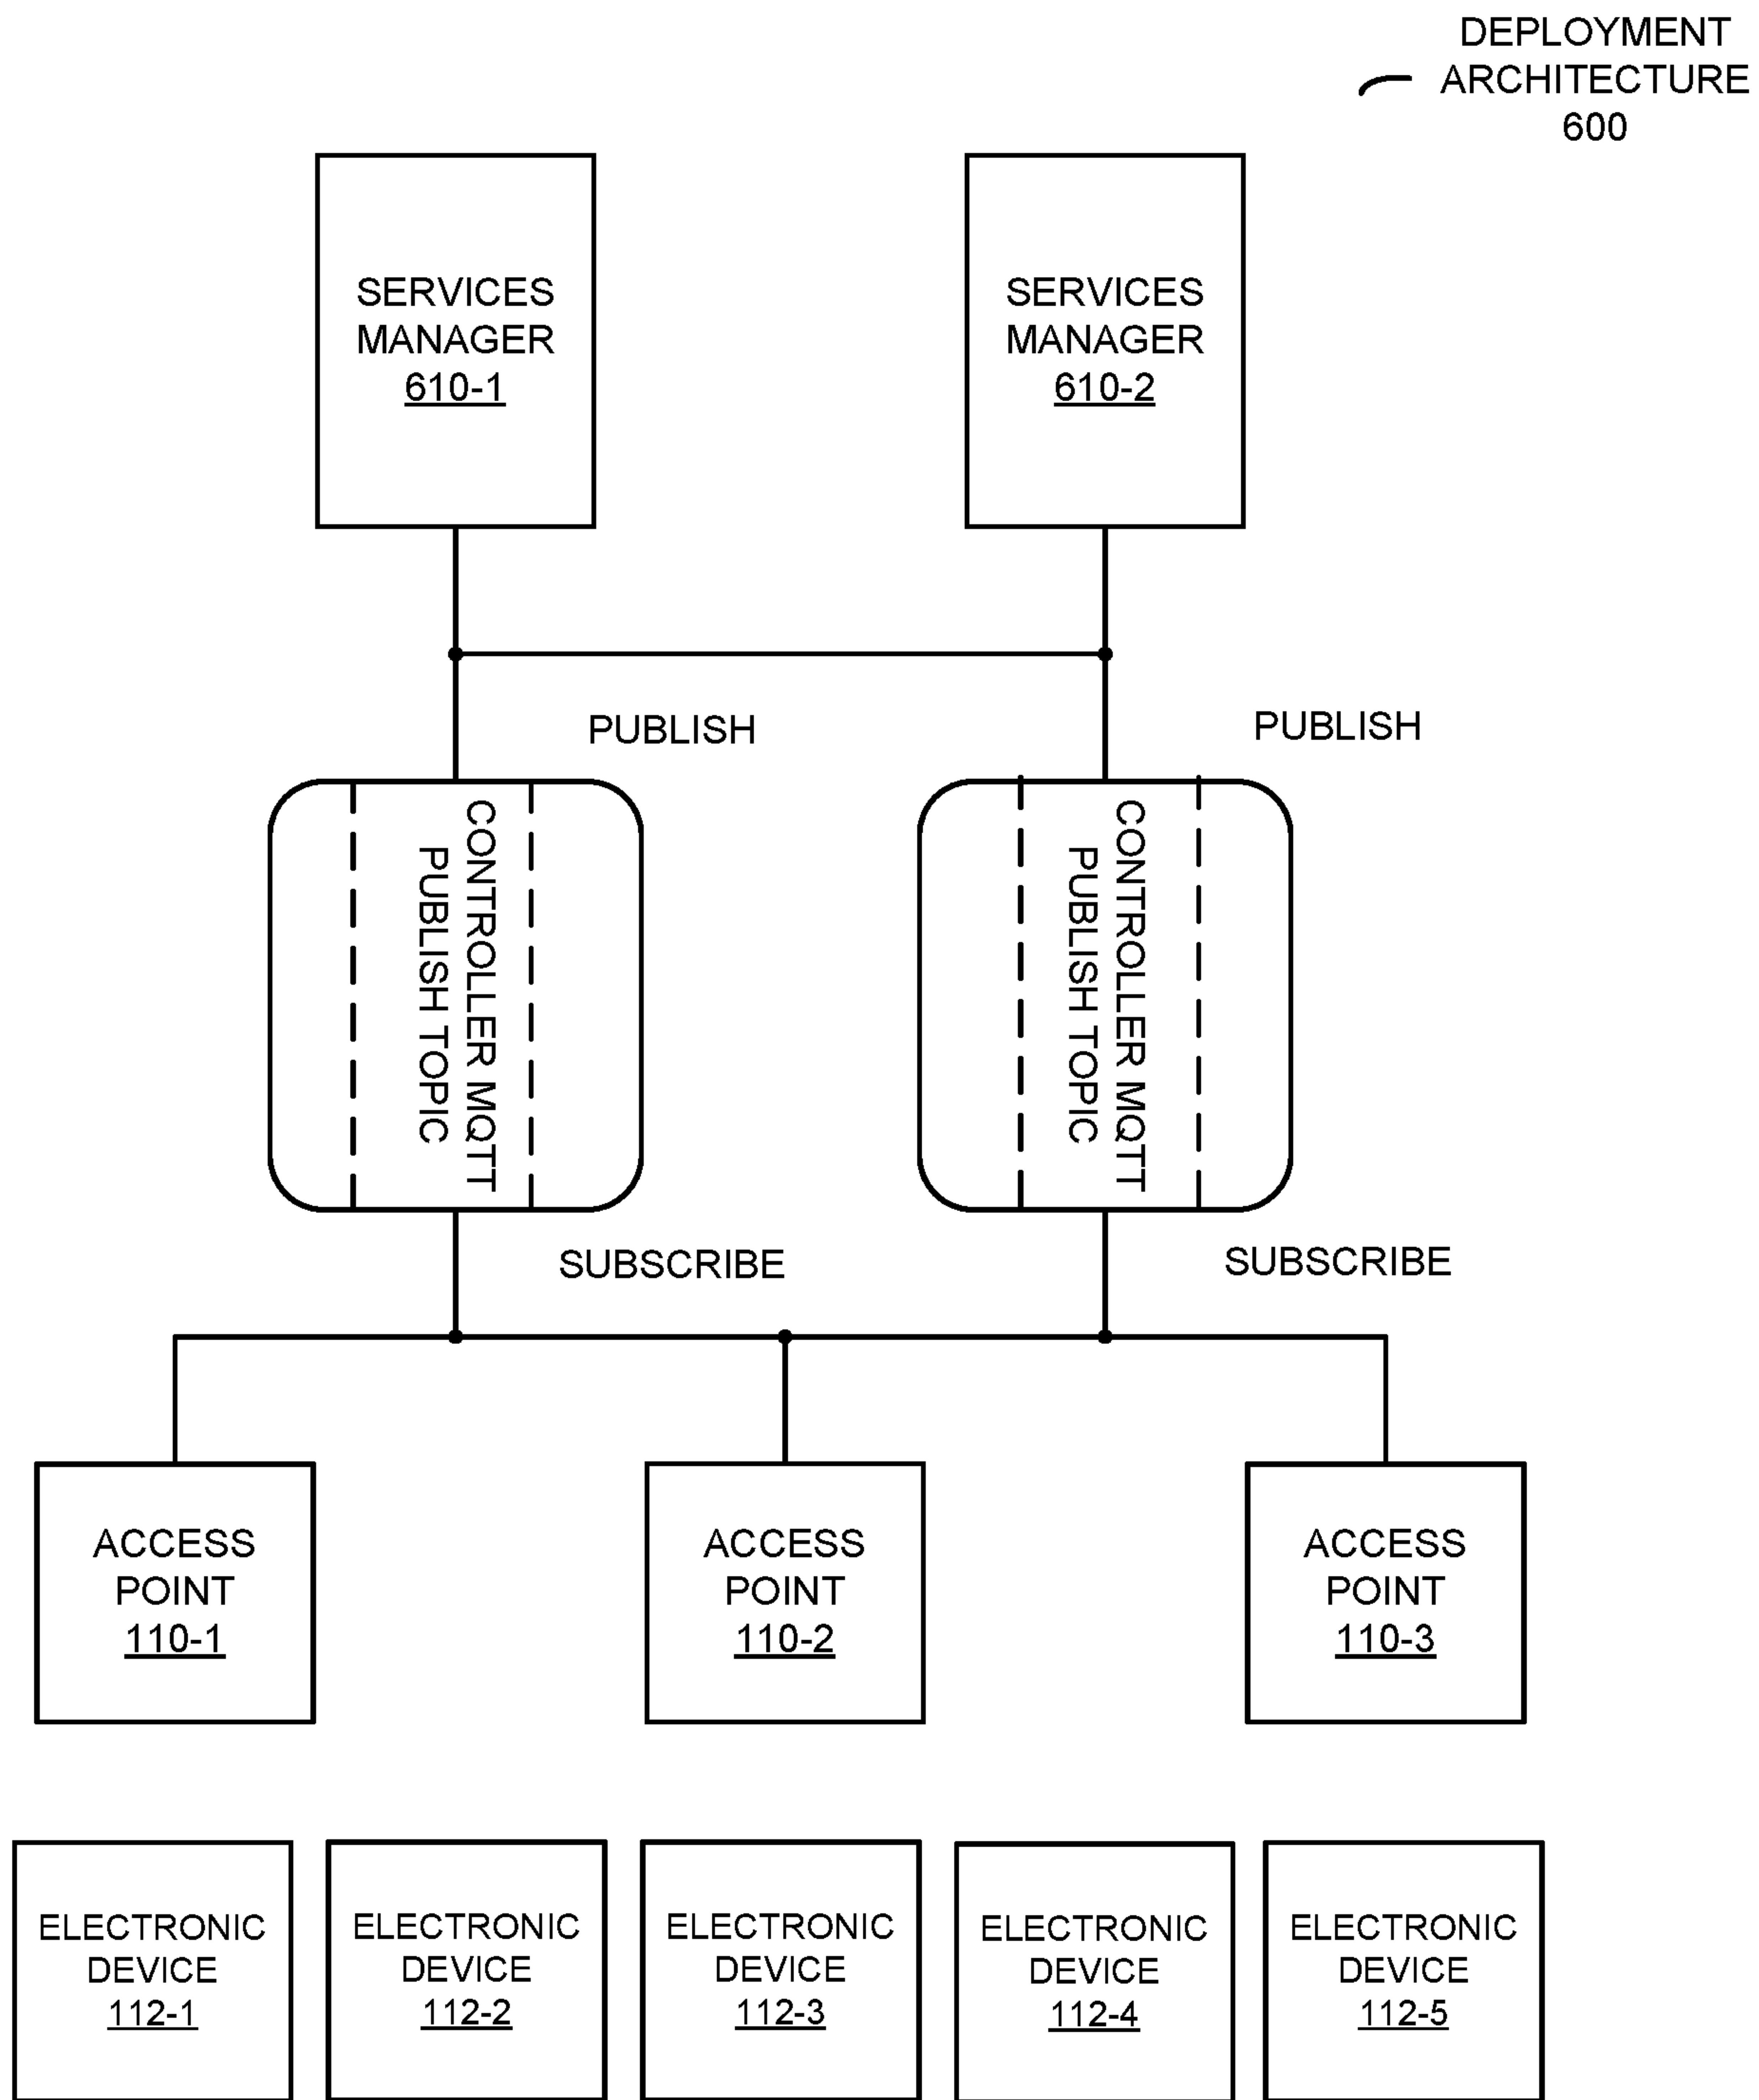 DEPLOYMENT
ARCHITECTURE
600
SERVICES
MANAGER
610-1
SERVICES
MANAGER
610-2
PUBLISH
PUBLISH
CONTROLLER MQTT
PUBLISH TOPIC
CONTROLLER MQTT
PUBLISH TOPIC
SUBSCRIBE
SUBSCRIBE
ACCESS
POINT
110-1
ACCESS
POINT
110-2
ACCESS
POINT
110-3
ELECTRONIC
DEVICE
112-1
ELECTRONIC
DEVICE
112-2
ELECTRONIC
DEVICE
112-3
ELECTRONIC
DEVICE
112-4
ELECTRONIC
DEVICE
112-5